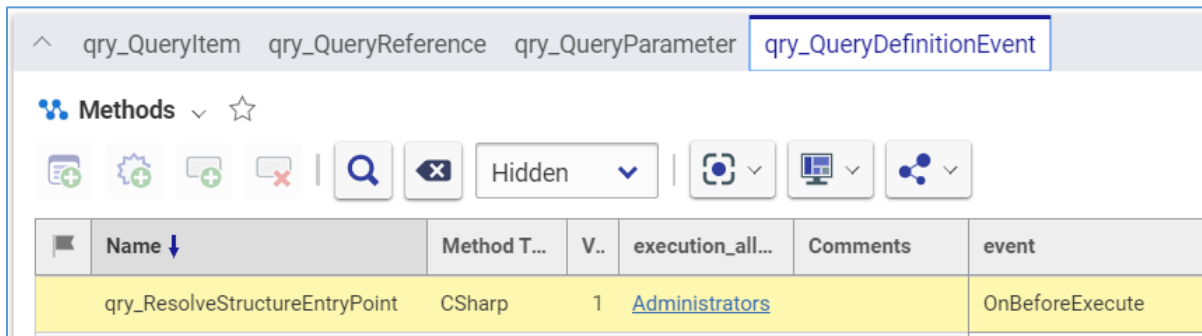 qry_QueryItem qry_QueryReference qry_QueryParameter qry_QueryDefinitionEvent
Methods
Hidden
Name Method T... V.. execution_all... Comments event
qry_ResolveStructureEntryPoint CSharp 1 Administrators OnBeforeExecute